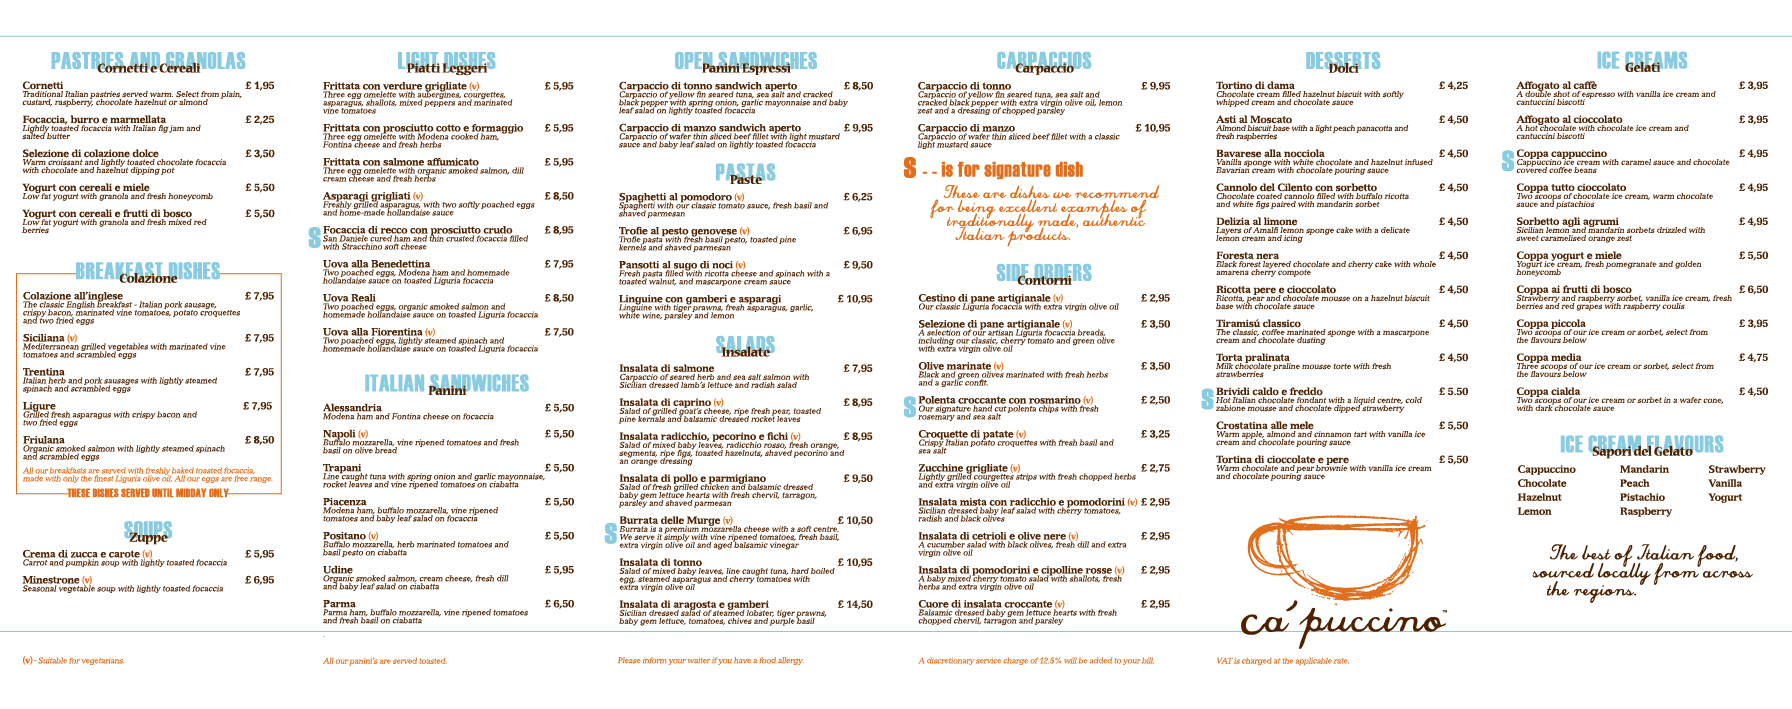 PASTRIES AND GRANOLAS
Cornetti e Cereali
Cornetti £ 1,95
Traditional Italian pastries served warm. Select from plain,
custard, raspberry, chocolate hazelnut or almond
Focaccia, burro e marmellata £ 2,25
Lightly toasted focaccia with Italian fig jam and
salted butter
Selezione di colazione dolce £ 3,50
Warm croissant and lightly toasted chocolate focaccia
with chocolate and hazelnut dipping pot
Yogurt con cereali e miele £ 5,50
Low fat yogurt with granola and fresh honeycomb
Yogurt con cereali e frutti di bosco £ 5,50
Low fat yogurt with granola and fresh mixed red
berries
BREAKFAST DISHES
Colazione
Colazione all'inglese £ 7,95
The classic English breakfast - Italian pork sausage,
crispy bacon, marinated vine tomatoes, potato croquettes
and two fried eggs
Siciliana (v) £ 7,95
Mediterranean grilled vegetables with marinated vine
tomatoes and scrambled eggs
Trentina £ 7,95
Italian herb and pork sausages with lightly steamed
spinach and scrambled eggs
Ligure £ 7,95
Grilled fresh asparagus with crispy bacon and
two fried eggs
Friulana £ 8,50
Organic smoked salmon with lightly steamed spinach
and scrambled eggs
All our breakfasts are served with freshly baked toasted focaccia,
made with only the finest Liguria olive oil. All our eggs are free range.
THESE DISHES SERVED UNTIL MIDDAY ONLY
SOUPS
Zuppe
Crema di zucca e carote (v) £ 5,95
Carrot and pumpkin soup with lightly toasted focaccia
Minestrone (v) £ 6,95
Seasonal vegetable soup with lightly toasted focaccia
(v) - Suitable for vegetarians.
LIGHT DISHES
Piatti Leggeri
Frittata con verdure grigliate (v) £ 5,95
Three egg omelette with aubergines, courgettes,
asparagus, shallots, mixed peppers and marinated
vine tomatoes
Frittata con prosciutto cotto e formaggio £ 5,95
Three egg omelette with Modena cooked ham,
Fontina cheese and fresh herbs
Frittata con salmone affumicato £ 5,95
Three egg omelette with organic smoked salmon, dill
cream cheese and fresh herbs
Asparagi grigliati (v) £ 8,50
Freshly grilled asparagus, with two softly poached eggs
and home-made hollandaise sauce
S Focaccia di recco con prosciutto crudo £ 8,95
San Daniele cured ham and thin crusted focaccia filled
with Stracchino soft cheese
Uova alla Benedettina £ 7,95
Two poached eggs, Modena ham and homemade
hollandaise sauce on toasted Liguria focaccia
Uova Reali £ 8,50
Two poached eggs, organic smoked salmon and
homemade hollandaise sauce on toasted Liguria focaccia
Uova alla Fiorentina (v) £ 7,50
Two poached eggs, lightly steamed spinach and
homemade hollandaise sauce on toasted Liguria focaccia
ITALIAN SANDWICHES
Panini
Alessandria £ 5,50
Modena ham and Fontina cheese on focaccia
Napoli (v) £ 5,50
Buffalo mozzarella, vine ripened tomatoes and fresh
basil on olive bread
Trapani £ 5,50
Line caught tuna with spring onion and garlic mayonnaise,
rocket leaves and vine ripened tomatoes on ciabatta
Piacenza £ 5,50
Modena ham, buffalo mozzarella, vine ripened
tomatoes and baby leaf salad on focaccia
Positano (v) £ 5,50
Buffalo mozzarella, herb marinated tomatoes and
basil pesto on ciabatta
Udine £ 5,95
Organic smoked salmon, cream cheese, fresh dill
and baby leaf salad on ciabatta
Parma £ 6,50
Parma ham, buffalo mozzarella, vine ripened tomatoes
and fresh basil on ciabatta
All our panini's are served toasted.
OPEN SANDWICHES
Panini Espressi
Carpaccio di tonno sandwich aperto £ 8,50
Carpaccio of yellow fin seared tuna, sea salt and cracked
black pepper with spring onion, garlic mayonnaise and baby
leaf salad on lightly toasted focaccia
Carpaccio di manzo sandwich aperto £ 9,95
Carpaccio of wafer thin sliced beef fillet with light mustard
sauce and baby leaf salad on lightly toasted focaccia
PASTAS
Paste
Spaghetti al pomodoro (v) £ 6,25
Spaghetti with our classic tomato sauce, fresh basil and
shaved parmesan
Trofie al pesto genovese (v) £ 6,95
Trofie pasta with fresh basil pesto, toasted pine
kernels and shaved parmesan
Pansotti al sugo di noci (v) £ 9,50
Fresh pasta filled with ricotta cheese and spinach with a
toasted walnut, and mascarpone cream sauce
Linguine con gamberi e asparagi £ 10,95
Linguine with tiger prawns, fresh asparagus, garlic,
white wine, parsley and lemon
SALADS
Insalate
Insalata di salmone £ 7,95
Carpaccio of seared herb and sea salt salmon with
Sicilian dressed lamb's lettuce and radish salad
Insalata di caprino (v) £ 8,95
Salad of grilled goat's cheese, ripe fresh pear, toasted
pine kernals and balsamic dressed rocket leaves
Insalata radicchio, pecorino e fichi (v) £ 8,95
Salad of mixed baby leaves, radicchio rosso, fresh orange,
segments, ripe figs, toasted hazelnuts, shaved pecorino and
an orange dressing
Insalata di pollo e parmigiano £ 9,50
Salad of fresh grilled chicken and balsamic dressed
baby gem lettuce hearts with fresh chervil, tarragon,
parsley and shaved parmesan
S Burrata delle Murge (v) £ 10,50
Burrata is a premium mozzarella cheese with a soft centre.
We serve it simply with vine ripened tomatoes, fresh basil,
extra virgin olive oil and aged balsamic vinegar
Insalata di tonno £ 10,95
Salad of mixed baby leaves, line caught tuna, hard boiled
egg, steamed asparagus and cherry tomatoes with
extra virgin olive oil
Insalata di aragosta e gamberi £ 14,50
Sicilian dressed salad of steamed lobster, tiger prawns,
baby gem lettuce, tomatoes, chives and purple basil
Please inform your waiter if you have a food allergy.
CARPACCIOS
Carpaccio
Carpaccio di tonno £ 9,95
Carpaccio of yellow fin seared tuna, sea salt and
cracked black pepper with extra virgin olive oil, lemon
zest and a dressing of chopped parsley
Carpaccio di manzo £ 10,95
Carpaccio of wafer thin sliced beef fillet with a classic
light mustard sauce
S - - is for signature dish
These are dishes we recommend
for being excellent examples of
traditionally made, authentic
Italian products.
SIDE ORDERS
Contorni
Cestino di pane artigianale (v) £ 2,95
Our classic Liguria focaccia with extra virgin olive oil
Selezione di pane artigianale (v) £ 3,50
A selection of our artisan Liguria focaccia breads,
including our classic, cherry tomato and green olive
with extra virgin olive oil
Olive marinate (v) £ 3,50
Black and green olives marinated with fresh herbs
and a garlic confit.
S Polenta croccante con rosmarino (v) £ 2,50
Our signature hand cut polenta chips with fresh
rosemary and sea salt
Croquette di patate (v) £ 3,25
Crispy Italian potato croquettes with fresh basil and
sea salt
Zucchine grigliate (v) £ 2,75
Lightly grilled courgettes strips with fresh chopped herbs
and extra virgin olive oil
Insalata mista con radicchio e pomodorini (v) £ 2,95
Sicilian dressed baby leaf salad with cherry tomatoes,
radish and black olives
Insalata di cetrioli e olive nere (v) £ 2,95
A cucumber salad with black olives, fresh dill and extra
virgin olive oil
Insalata di pomodorini e cipolline rosse (v) £ 2,95
A baby mixed cherry tomato salad with shallots, fresh
herbs and extra virgin olive oil
Cuore di insalata croccante (v) £ 2,95
Balsamic dressed baby gem lettuce hearts with fresh
chopped chervil, tarragon and parsley
A discretionary service charge of 12.5% will be added to your bill.
DESSERTS
Dolci
Tortino di dama £ 4,25
Chocolate cream filled hazelnut biscuit with softly
whipped cream and chocolate sauce
Asti al Moscato £ 4,50
Almond biscuit base with a light peach panacotta and
fresh raspberries
Bavarese alla nocciola £ 4,50
Vanilla sponge with white chocolate and hazelnut infused
Bavarian cream with chocolate pouring sauce
Cannolo del Cilento con sorbetto £ 4,50
Chocolate coated cannolo filled with buffalo ricotta
and white figs paired with mandarin sorbet
Delizia al limone £ 4,50
Layers of Amalfi lemon sponge cake with a delicate
lemon cream and icing
Foresta nera £ 4,50
Black forest layered chocolate and cherry cake with whole
amarena cherry compote
Ricotta pere e cioccolato £ 4,50
Ricotta, pear and chocolate mousse on a hazelnut biscuit
base with chocolate sauce
Tiramisú classico £ 4,50
The classic, coffee marinated sponge with a mascarpone
cream and chocolate dusting
Torta pralinata £ 4,50
Milk chocolate praline mousse torte with fresh
strawberries
S Brividi caldo e freddo £ 5.50
Hot Italian chocolate fondant with a liquid centre, cold
zabione mousse and chocolate dipped strawberry
Crostatina alle mele £ 5,50
Warm apple, almond and cinnamon tart with vanilla ice
cream and chocolate pouring sauce
Tortina di cioccolato e pere £ 5,50
Warm chocolate and pear brownie with vanilla ice cream
and chocolate pouring sauce
ca'puccino™
VAT is charged at the applicable rate.
ICE CREAMS
Gelati
Affogato al caffè £ 3,95
A double shot of espresso with vanilla ice cream and
cantuccini biscotti
Affogato al cioccolato £ 3,95
A hot chocolate with chocolate ice cream and
cantuccini biscotti
S Coppa cappuccino £ 4,95
Cappuccino ice cream with caramel sauce and chocolate
covered coffee beans
Coppa tutto cioccolato £ 4,95
Two scoops of chocolate ice cream, warm chocolate
sauce and pistachios
Sorbetto agli agrumi £ 4,95
Sicilian lemon and mandarin sorbets drizzled with
sweet caramelised orange zest
Coppa yogurt e miele £ 5,50
Yogurt ice cream, fresh pomegranate and golden
honeycomb
Coppa ai frutti di bosco £ 6,50
Strawberry and raspberry sorbet, vanilla ice cream, fresh
berries and red grapes with raspberry coulis
Coppa piccola £ 3,95
Two scoops of our ice cream or sorbet, select from
the flavours below
Coppa media £ 4,75
Three scoops of our ice cream or sorbet, select from
the flavours below
Coppa cialda £ 4,50
Two scoops of our ice cream or sorbet in a wafer cone,
with dark chocolate sauce
ICE CREAM FLAVOURS
Sapori del Gelato
Cappuccino Mandarin Strawberry
Chocolate Peach Vanilla
Hazelnut Pistachio Yogurt
Lemon Raspberry
The best of Italian food,
sourced locally from across
the regions.